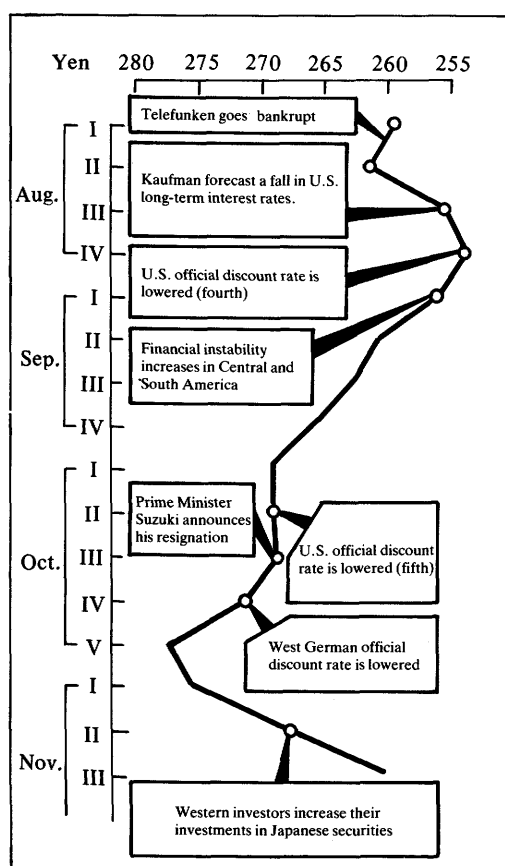 Yen 280 275 270 265 260 255
Telefunken goes bankrupt
Aug.
I
II
III
IV
Kaufman forecast a fall in U.S.
long-term interest rates.
U.S. official discount rate is
lowered (fourth)
Sep.
I
II
III
IV
Financial instability
increases in Central and
South America
Oct.
I
II
III
IV
V
Prime Minister
Suzuki announces
his resignation
U.S. official discount
rate is lowered (fifth)
West German official
discount rate is lowered
Nov.
I
II
III
Western investors increase their
investments in Japanese securities